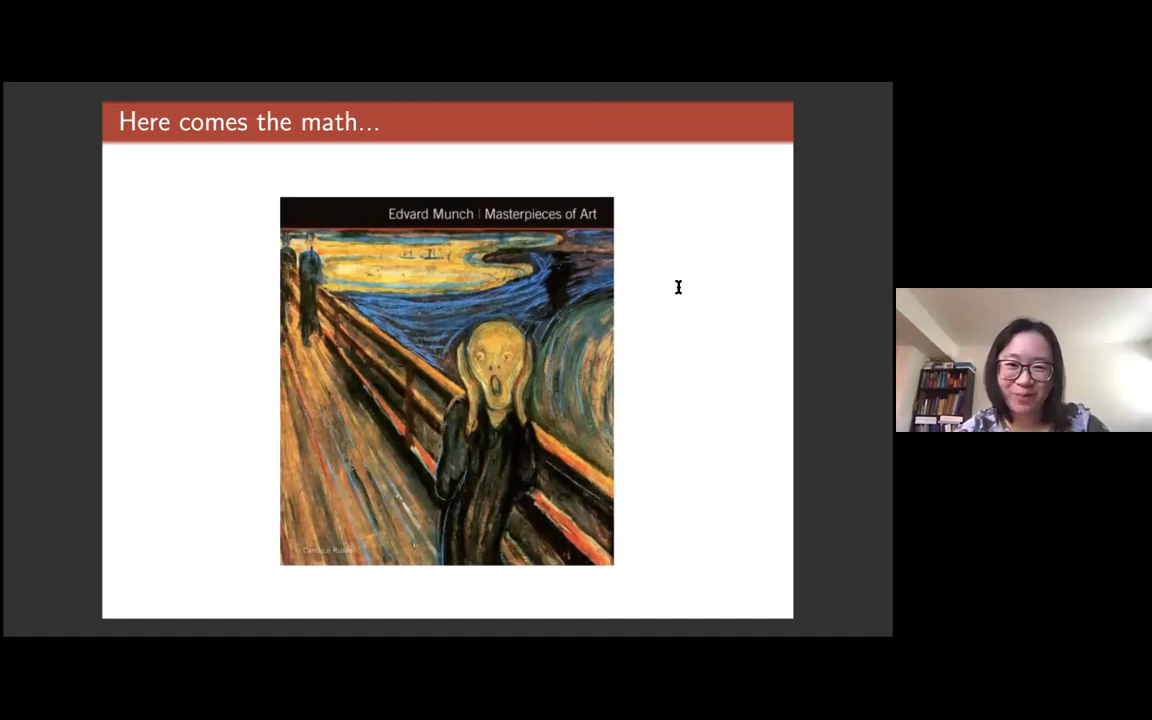 Here comes the math...
Edvard Munch | Masterpieces of Art